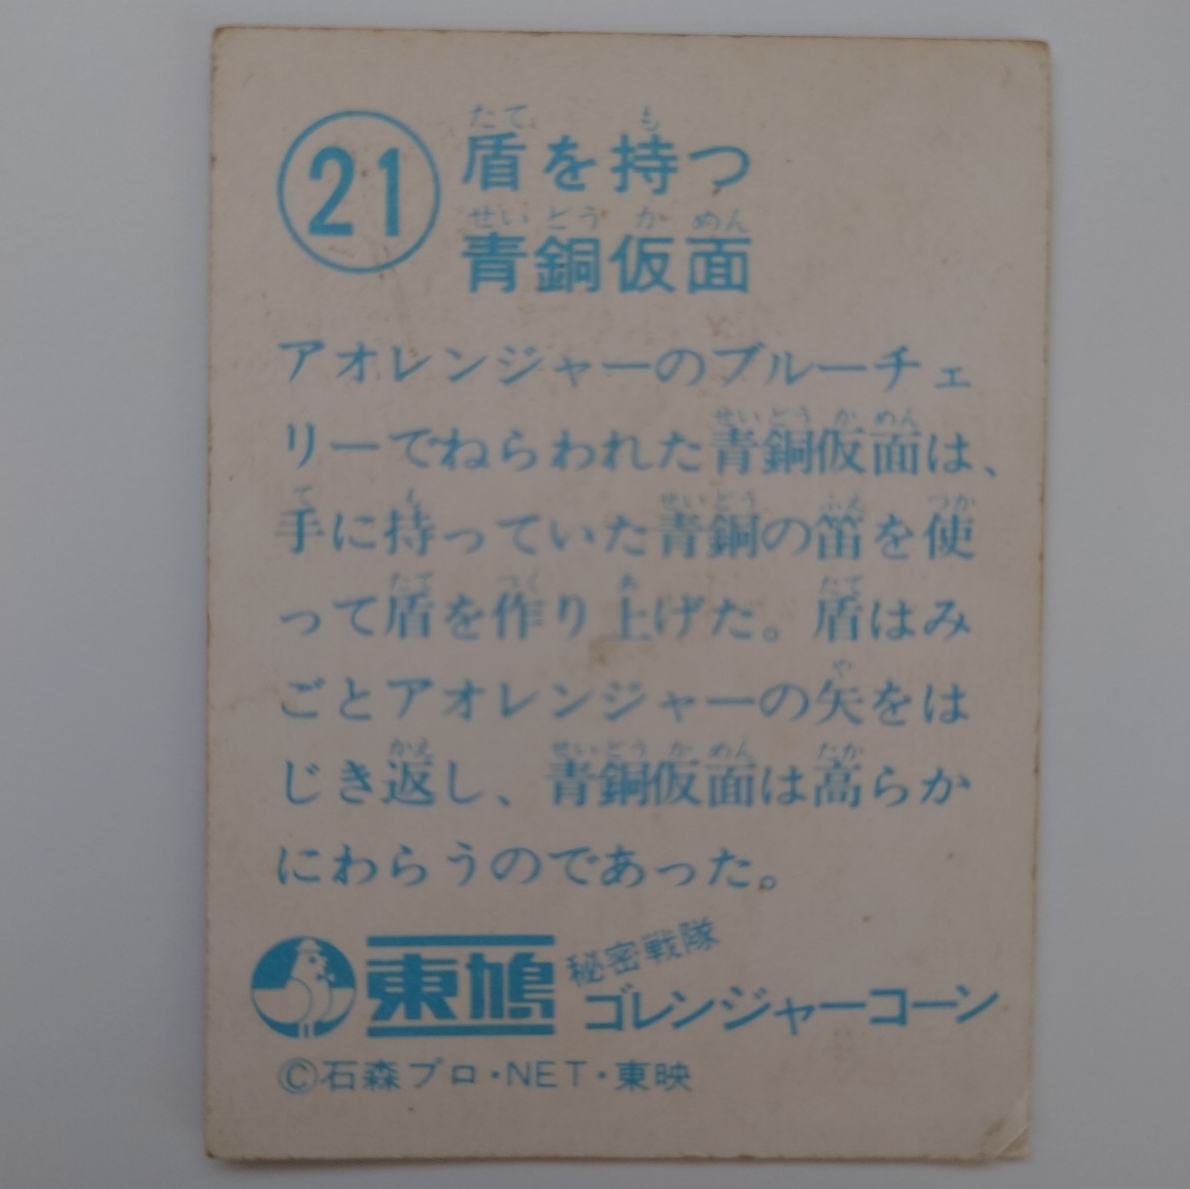 21
盾を持つ
青銅仮面
アオレンジャーのブルーチェ
リーでねらわれた青銅仮面は、
手に持っていた青銅の笛を使
って盾を作り上げた。盾はみ
ごとアオレンジャーの矢をは
じき返し、青銅仮面は高らか
にわらうのであった。
東鳩 秘密戦隊
ゴレンジャーコーン
©石森プロ・NET・東映